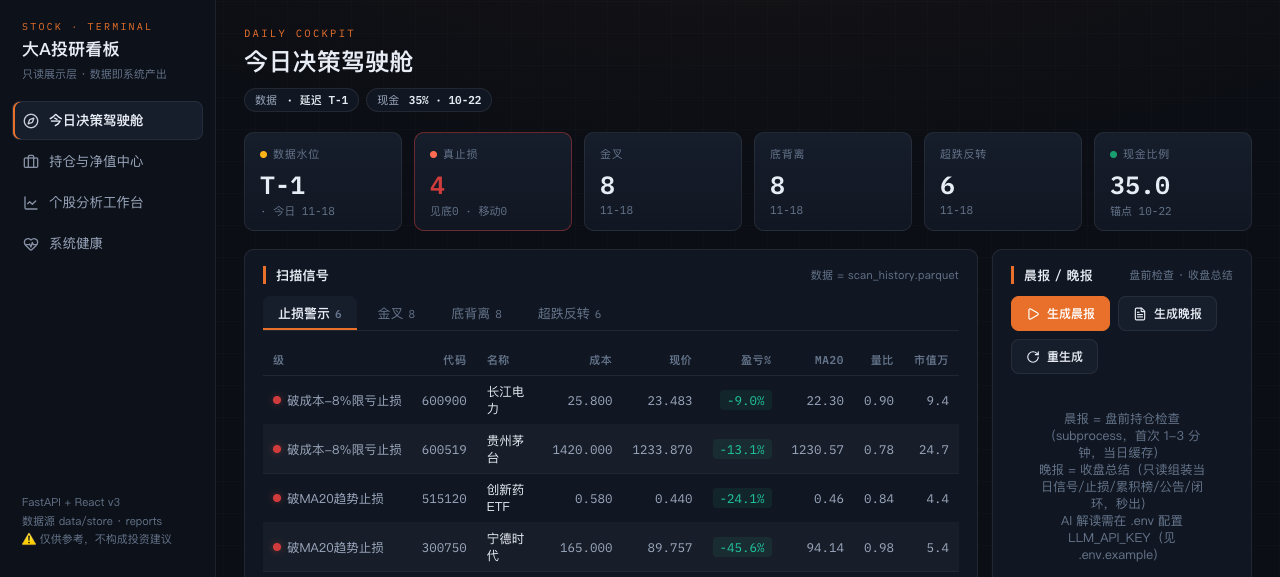 STOCK · TERMINAL
大A投研看板
只读展示层 · 数据即系统产出
今日决策驾驶舱
持仓与净值中心
个股分析工作台
系统健康
FastAPI + React v3
数据源 data/store · reports
⚠️ 仅供参考，不构成投资建议
DAILY COCKPIT
今日决策驾驶舱
数据 · 延迟 T-1
现金 35% · 10-22
数据水位
T-1
· 今日 11-18
真止损
4
见底0 · 移动0
金叉
8
11-18
底背离
8
11-18
超跌反转
6
11-18
现金比例
35.0
锚点 10-22
扫描信号
数据 = scan_history.parquet
止损警示 6
金叉 8
底背离 8
超跌反转 6
级 代码 名称 成本 现价 盈亏% MA20 量比 市值万
破成本-8%限亏止损 600900 长江电力 25.800 23.483 -9.0% 22.30 0.90 9.4
破成本-8%限亏止损 600519 贵州茅台 1420.000 1233.870 -13.1% 1230.57 0.78 24.7
破MA20趋势止损 515120 创新药ETF 0.580 0.440 -24.1% 0.46 0.84 4.4
破MA20趋势止损 300750 宁德时代 165.000 89.757 -45.6% 94.14 0.98 5.4
晨报 / 晚报
盘前检查 · 收盘总结
生成晨报
生成晚报
重生成
晨报 = 盘前持仓检查
（subprocess，首次 1-3 分
钟，当日缓存）
晚报 = 收盘总结（只读组装当
日信号/止损/累积榜/公告/闭
环，秒出）
AI 解读需在 .env 配置
LLM_API_KEY（见
.env.example）